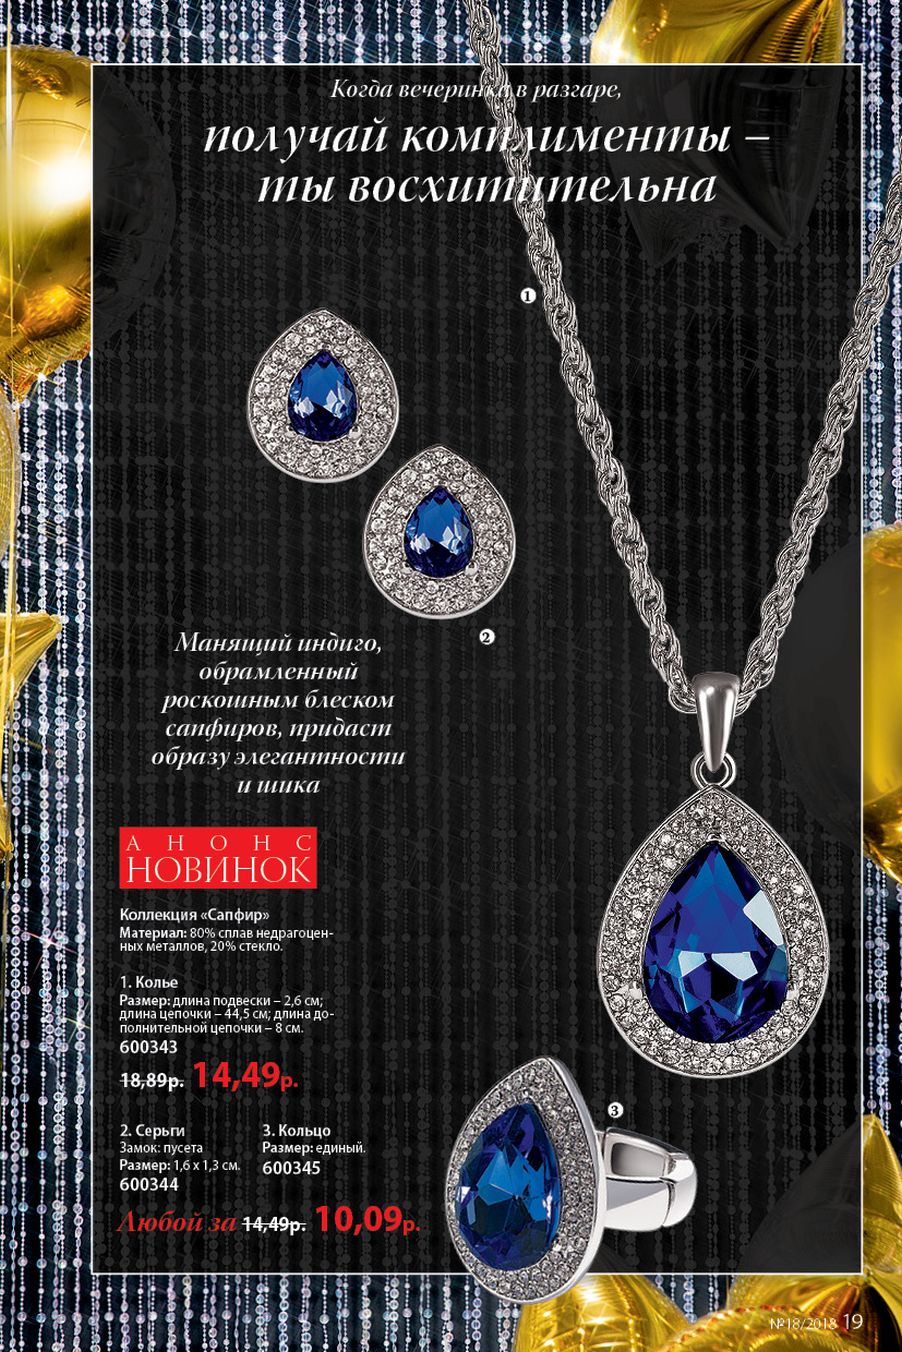 Когда вечеринка в разгаре,
получай комплименты –
ты восхитительна
1
2
Манящий индиго,
обрамленный
роскошным блеском
сапфиров, придаст
образу элегантности
и шика
АНОНС
НОВИНОК
Коллекция «Сапфир»
Материал: 80% сплав недрагоцен-
ных металлов, 20% стекло.
1. Колье
Размер: длина подвески – 2,6 см;
длина цепочки – 44,5 см; длина до-
полнительной цепочки – 8 см.
600343
18,89р. 14,49р.
3
2. Серьги
Замок: пусета
Размер: 1,6 х 1,3 см.
600344
3. Кольцо
Размер: единый.
600345
Любой за 14,49р. 10,09р.
№18/2018 19